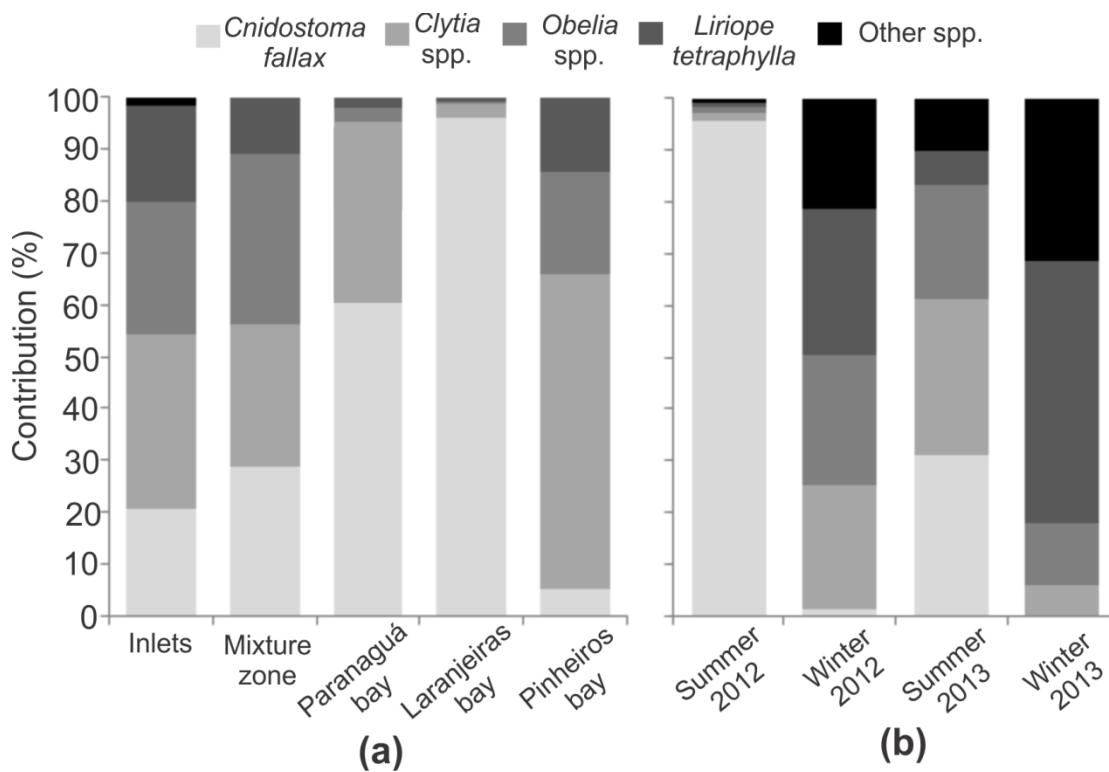 Cnidostoma fallax
Clytia spp.
Obelia spp.
Liriope tetraphylla
Other spp.
Contribution (%)
100
90
80
70
60
50
40
30
20
10
0
Inlets
Mixture zone
Paranaguá bay
Laranjeiras bay
Pinheiros bay
(a)
Summer 2012
Winter 2012
Summer 2013
Winter 2013
(b)